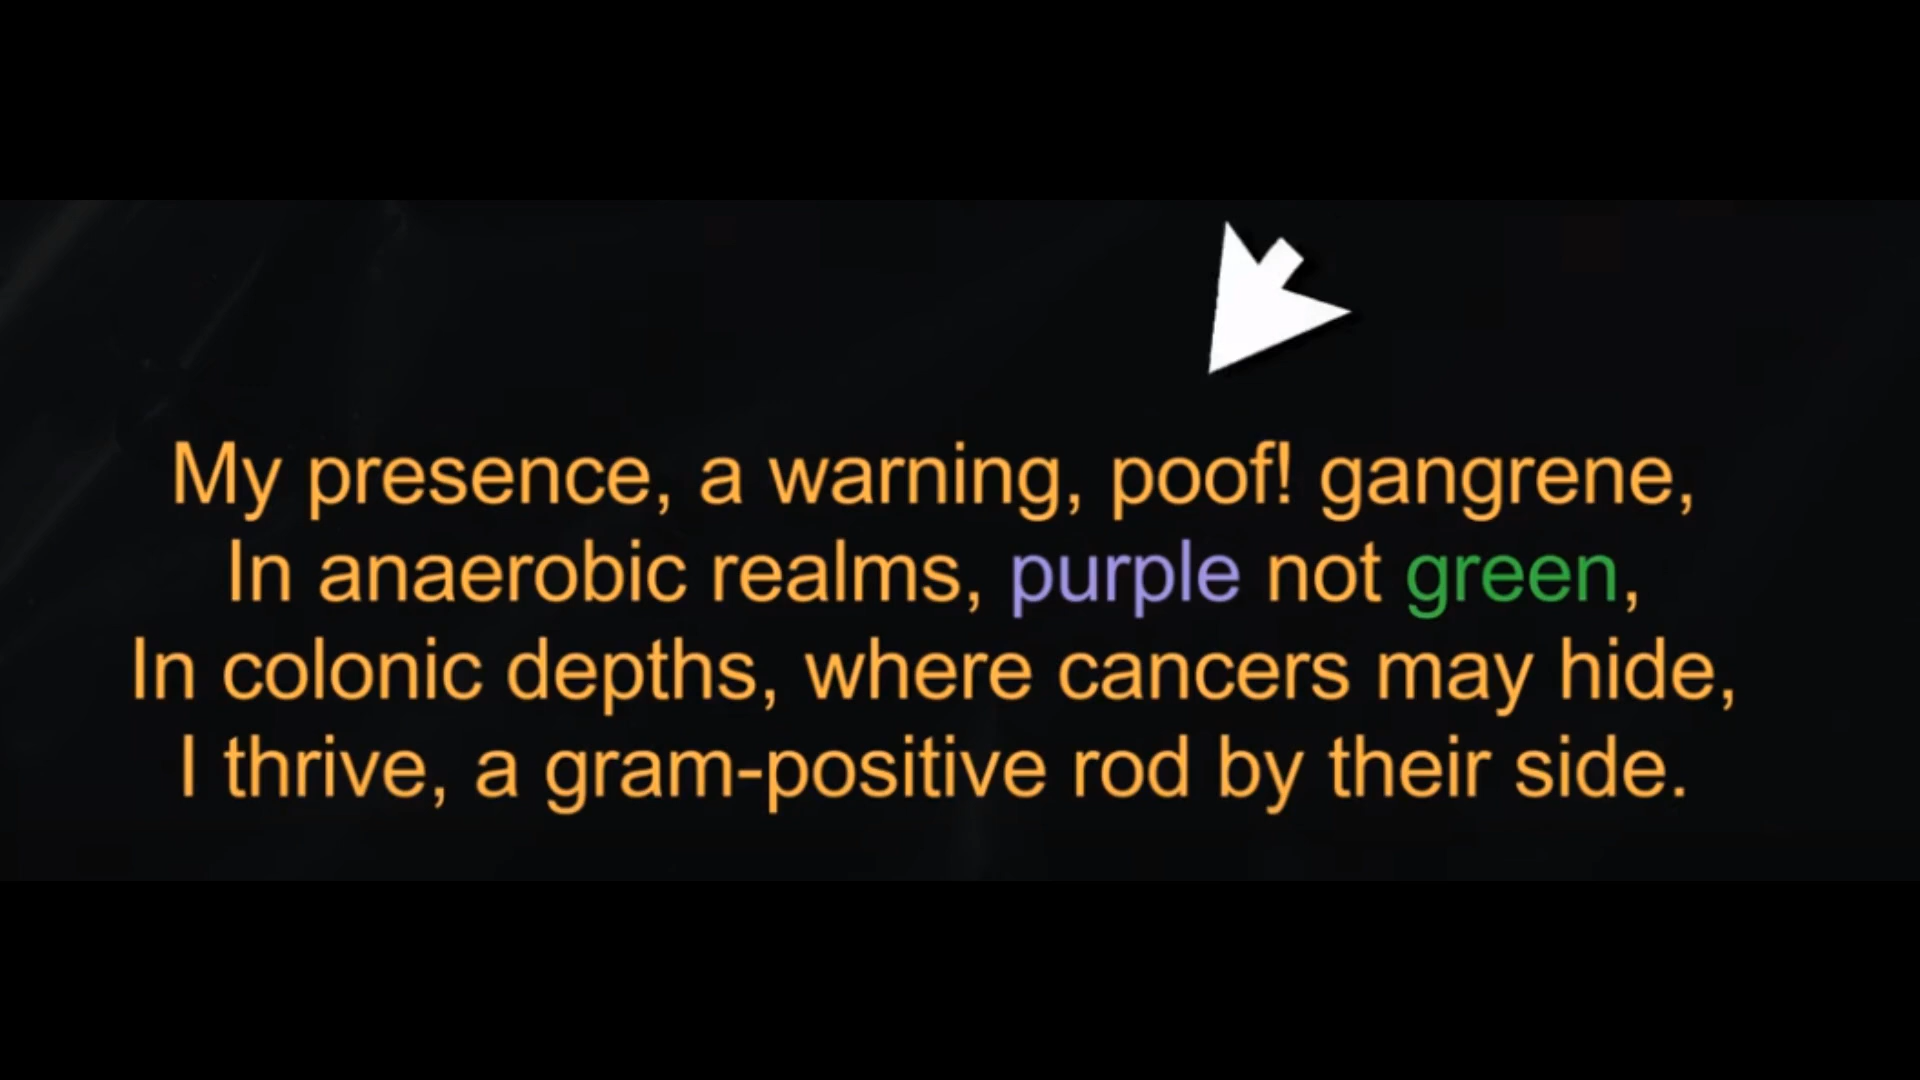 My presence, a warning, poof! gangrene,
In anaerobic realms, purple not green,
In colonic depths, where cancers may hide,
I thrive, a gram-positive rod by their side.